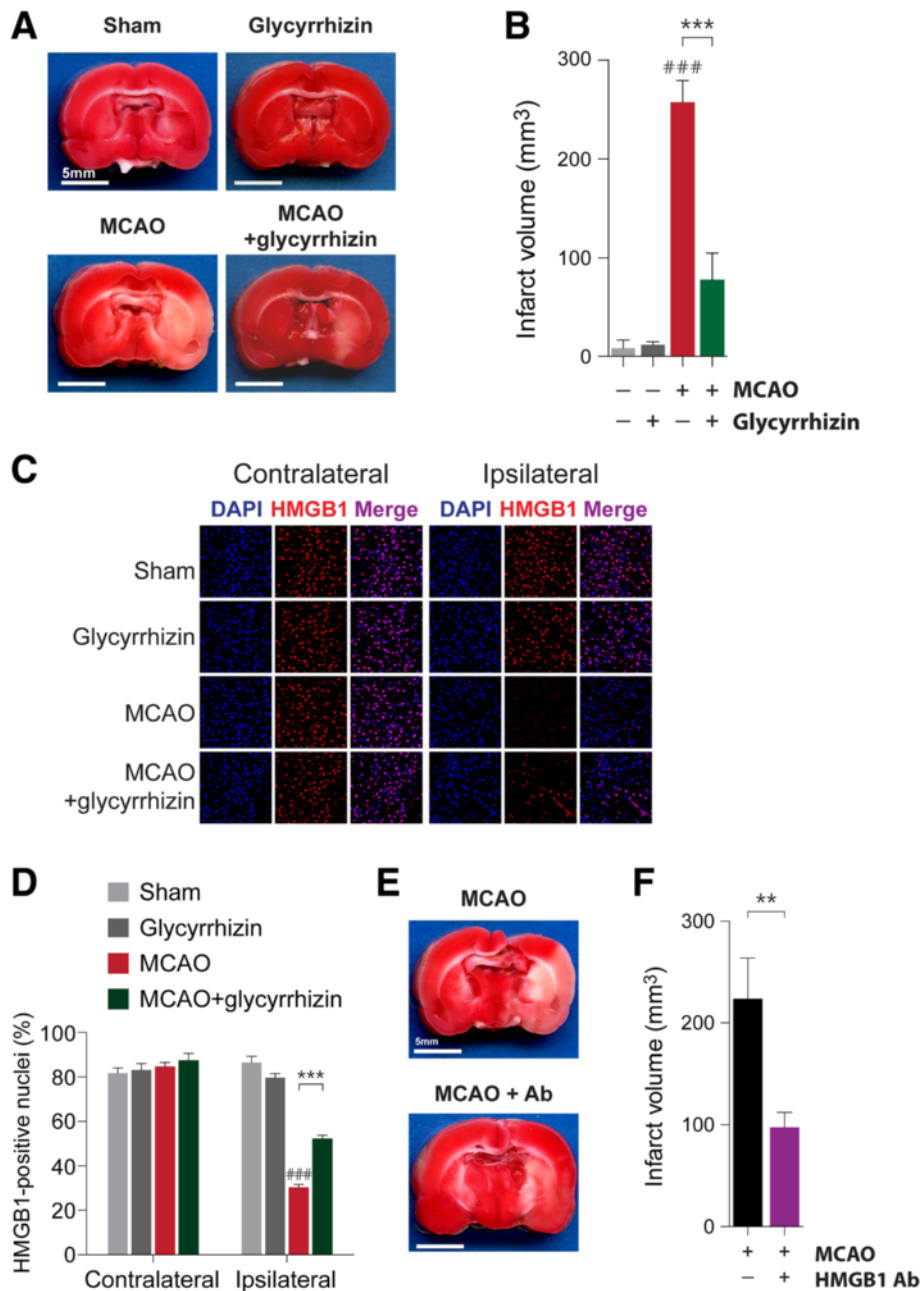 A
Sham
Glycyrrhizin
5mm
MCAO
MCAO
+glycyrrhizin
B
***
###
300
200
100
0
Infarct volume (mm³)
– – + + MCAO
– + – + Glycyrrhizin
C
Contralateral Ipsilateral
DAPI HMGB1 Merge DAPI HMGB1 Merge
Sham
Glycyrrhizin
MCAO
MCAO
+glycyrrhizin
D
Sham
Glycyrrhizin
MCAO
MCAO+glycyrrhizin
HMGB1-positive nuclei (%)
100
80
60
40
20
0
***
###
Contralateral Ipsilateral
E
MCAO
5mm
MCAO + Ab
F
**
300
200
100
0
Infarct volume (mm³)
+ + MCAO
– + HMGB1 Ab